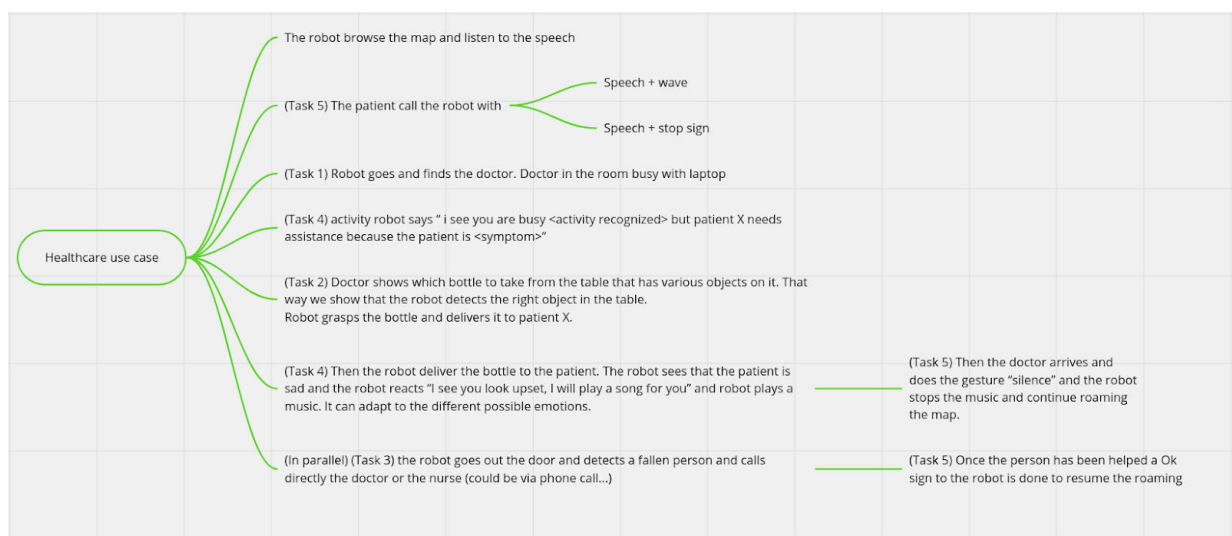 The robot browse the map and listen to the speech
(Task 5) The patient call the robot with
Speech + wave
Speech + stop sign
(Task 1) Robot goes and finds the doctor. Doctor in the room busy with laptop
(Task 4) activity robot says “ i see you are busy <activity recognized> but patient X needs
assistance because the patient is <symptom>”
Healthcare use case
(Task 2) Doctor shows which bottle to take from the table that has various objects on it. That
way we show that the robot detects the right object in the table.
Robot grasps the bottle and delivers it to patient X.
(Task 4) Then the robot deliver the bottle to the patient. The robot sees that the patient is
sad and the robot reacts “I see you look upset, I will play a song for you” and robot plays a
music. It can adapt to the different possible emotions.
(Task 5) Then the doctor arrives and
does the gesture “silence” and the robot
stops the music and continue roaming
the map.
(In parallel) (Task 3) the robot goes out the door and detects a fallen person and calls
directly the doctor or the nurse (could be via phone call...)
(Task 5) Once the person has been helped a Ok
sign to the robot is done to resume the roaming